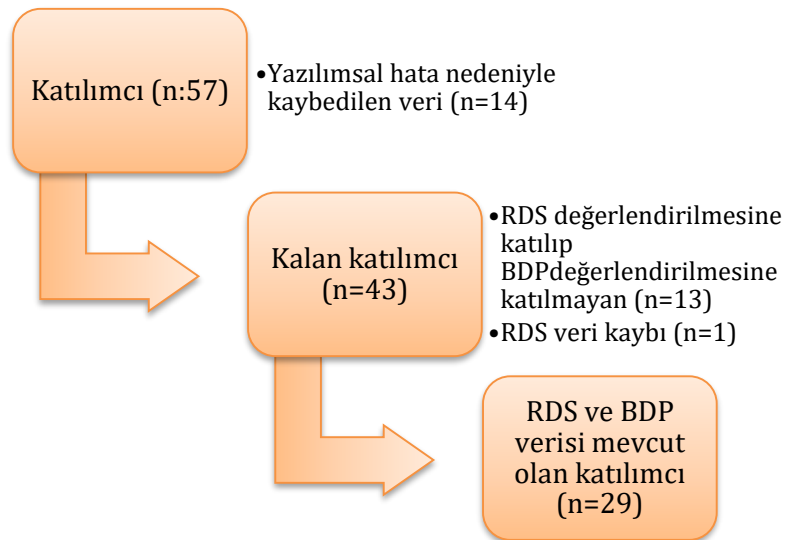 Katılımcı (n:57)
•Yazılımsal hata nedeniyle
kaybedilen veri (n=14)
Kalan katılımcı
(n=43)
•RDS değerlendirilmesine
katılıp
BDPdeğerlendirilmesine
katılmayan (n=13)
•RDS veri kaybı (n=1)
RDS ve BDP
verisi mevcut
olan katılımcı
(n=29)